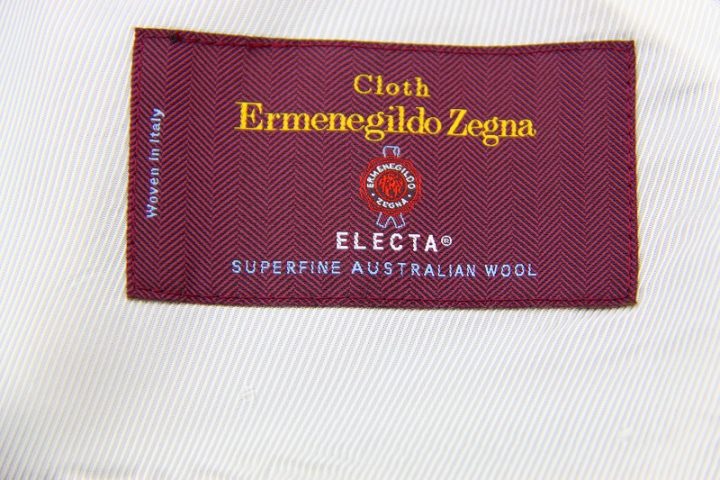 Cloth
Ermenegildo Zegna
ERMENEGILDO
ZEGNA
ELECTA®
SUPERFINE AUSTRALIAN WOOL
Woven in Italy